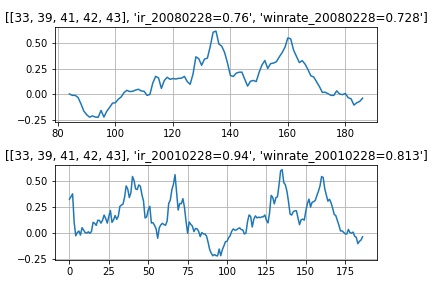 [[33, 39, 41, 42, 43], 'ir_20080228=0.76', 'winrate_20080228=0.728']
0.50
0.25
0.00
−0.25
80 100 120 140 160 180
[[33, 39, 41, 42, 43], 'ir_20010228=0.94', 'winrate_20010228=0.813']
0.50
0.25
0.00
−0.25
0 25 50 75 100 125 150 175